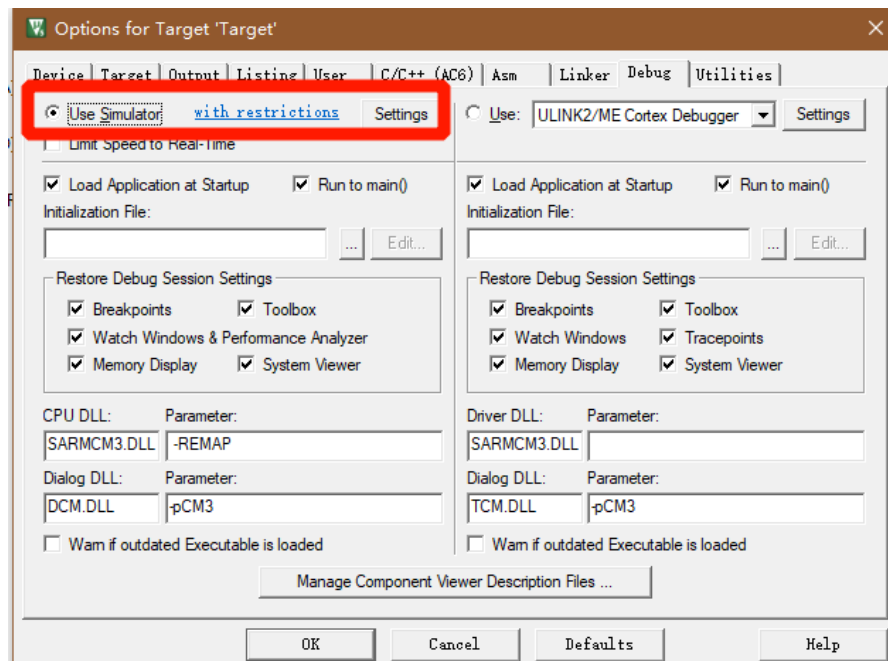 Options for Target 'Target'
Device Target Output Listing User C/C++ (AC6) Asm Linker Debug Utilities
Use Simulator with restrictions Settings
Use: ULINK2/ME Cortex Debugger Settings
Limit Speed to Real-Time
Load Application at Startup Run to main()
Initialization File:
... Edit...
Restore Debug Session Settings
Breakpoints Toolbox
Watch Windows & Performance Analyzer
Memory Display System Viewer
CPU DLL: Parameter:
SARMCM3.DLL -REMAP
Dialog DLL: Parameter:
DCM.DLL -pCM3
Warn if outdated Executable is loaded
Load Application at Startup Run to main()
Initialization File:
... Edit...
Restore Debug Session Settings
Breakpoints Toolbox
Watch Windows Tracepoints
Memory Display System Viewer
Driver DLL: Parameter:
SARMCM3.DLL
Dialog DLL: Parameter:
TCM.DLL -pCM3
Warn if outdated Executable is loaded
Manage Component Viewer Description Files ...
OK Cancel Defaults Help